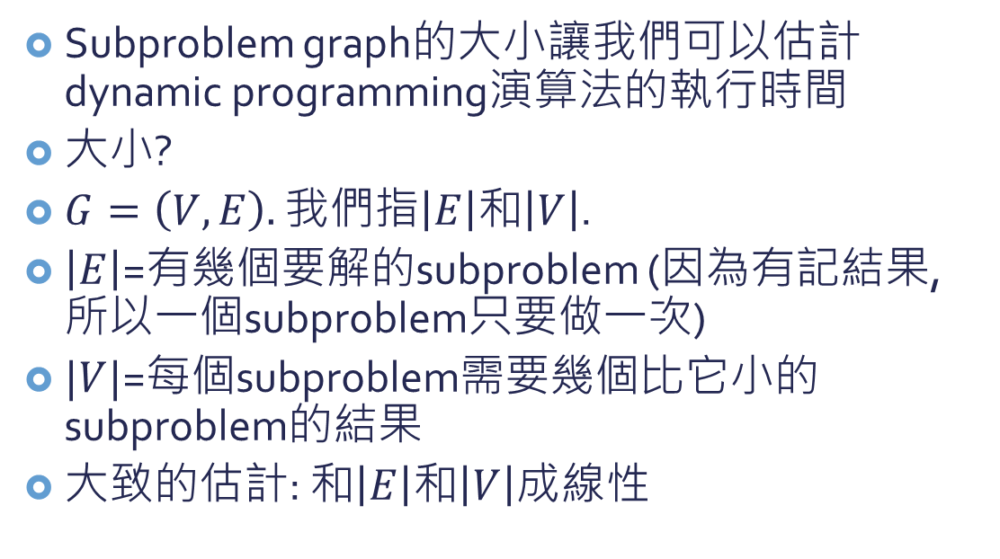 Subproblem graph的大小讓我們可以估計
dynamic programming演算法的執行時間
大小?
G = (V, E). 我們指|E|和|V|.
|E|=有幾個要解的subproblem (因為有記結果,
所以一個subproblem只要做一次)
|V|=每個subproblem需要幾個比它小的
subproblem的結果
大致的估計: 和|E|和|V|成線性